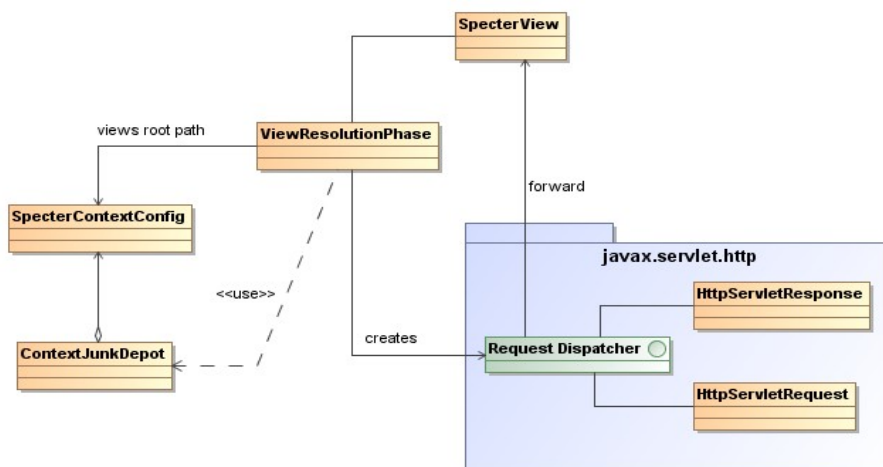 SpecterView
views root path
ViewResolutionPhase
SpecterContextConfig
forward
javax.servlet.http
<<use>>
HttpServletResponse
ContextJunkDepot
creates
Request Dispatcher
HttpServletRequest